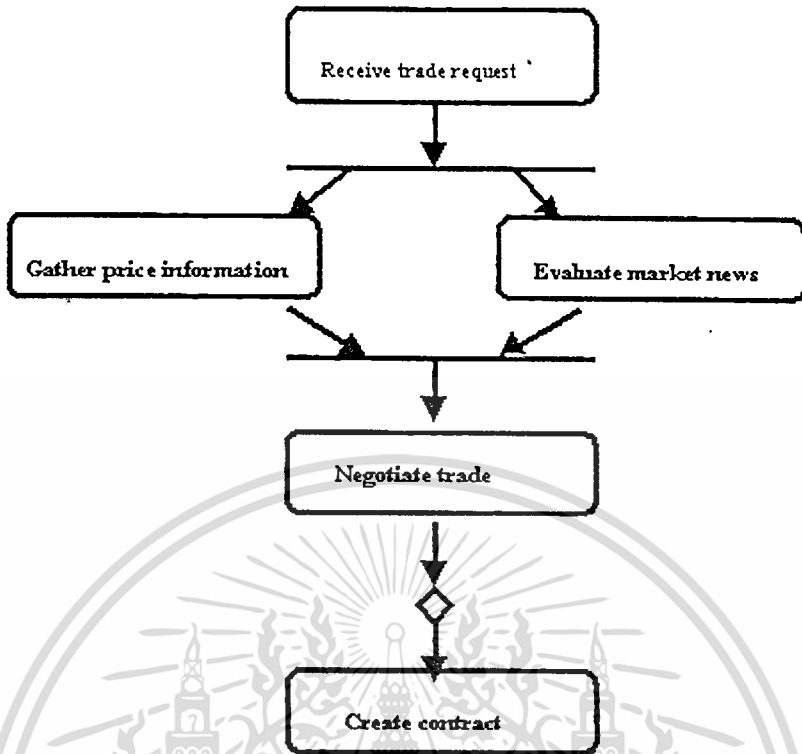 Receive trade request
Gather price information
Evaluate market news
Negotiate trade
Create contract